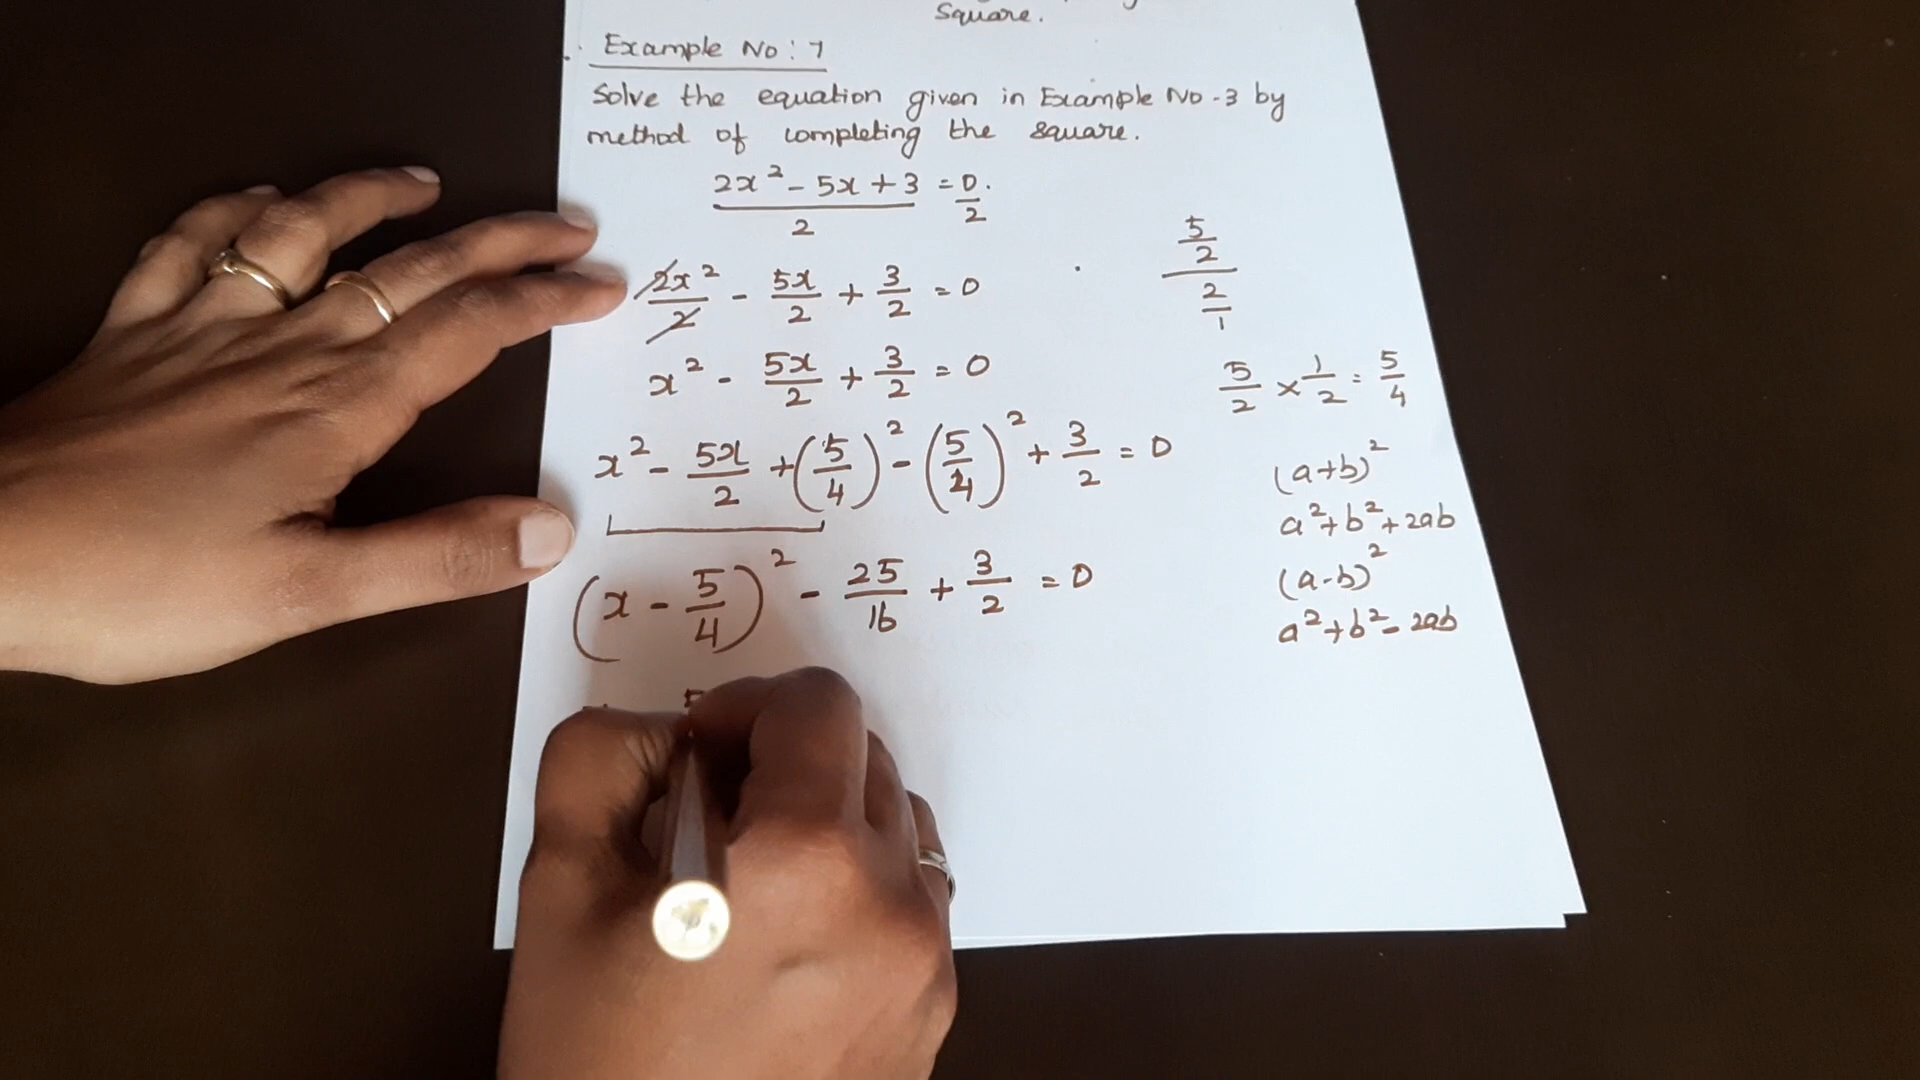 Square.
Example No: 7
Solve the equation given in Example No-3 by
method of completing the square.
2x² - 5x + 3 = 0.
2 2
2x²/2 - 5x/2 + 3/2 = 0
x² - 5x/2 + 3/2 = 0
x² - 5x/2 + (5/4)² - (5/4)² + 3/2 = 0
(x - 5/4)² - 25/16 + 3/2 = 0
5/2
2/1
5/2 × 1/2 = 5/4
(a+b)²
a²+b²+2ab
(a-b)²
a²+b²-2ab